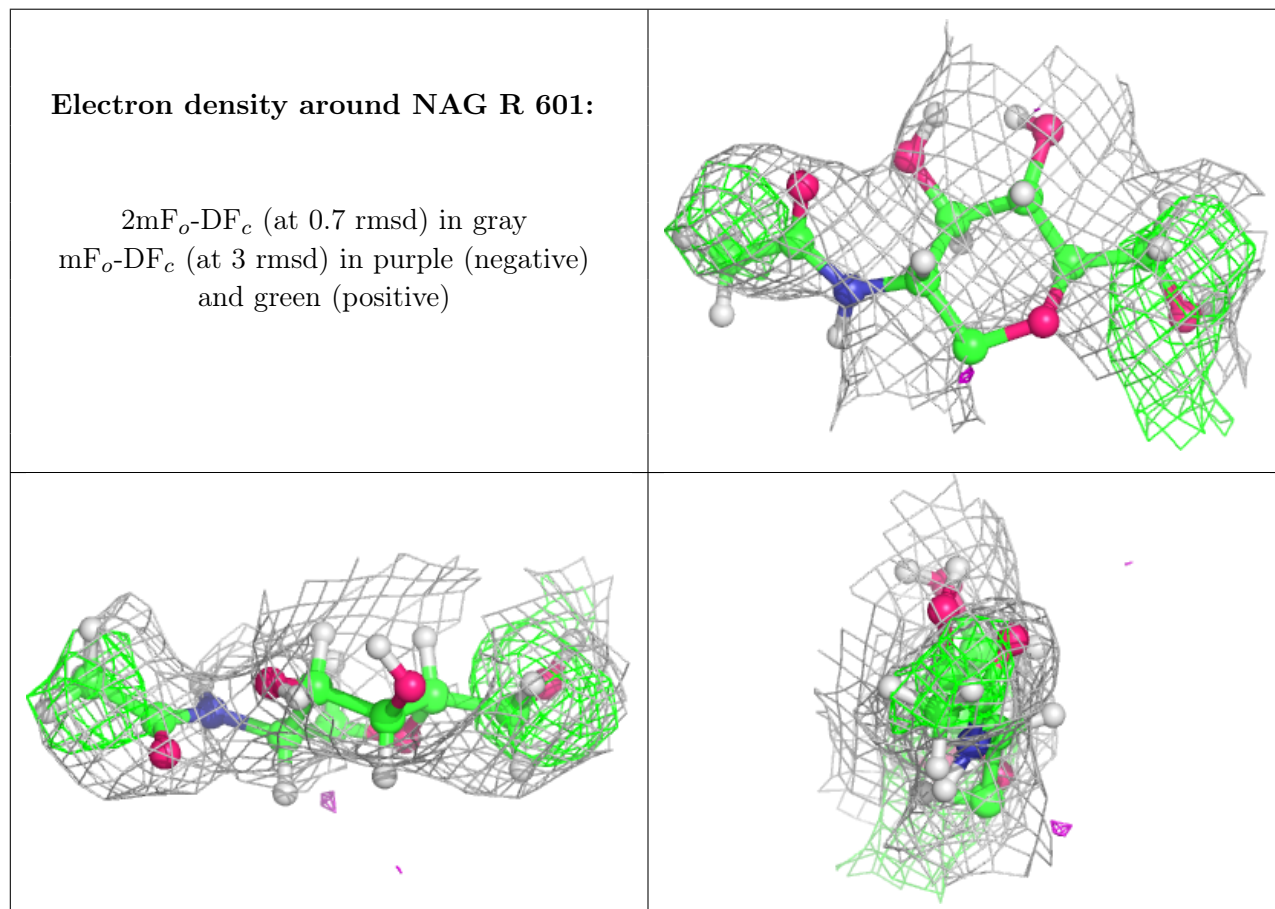 Electron density around NAG R 601:
2mFo-DFc (at 0.7 rmsd) in gray
mFo-DFc (at 3 rmsd) in purple (negative)
and green (positive)